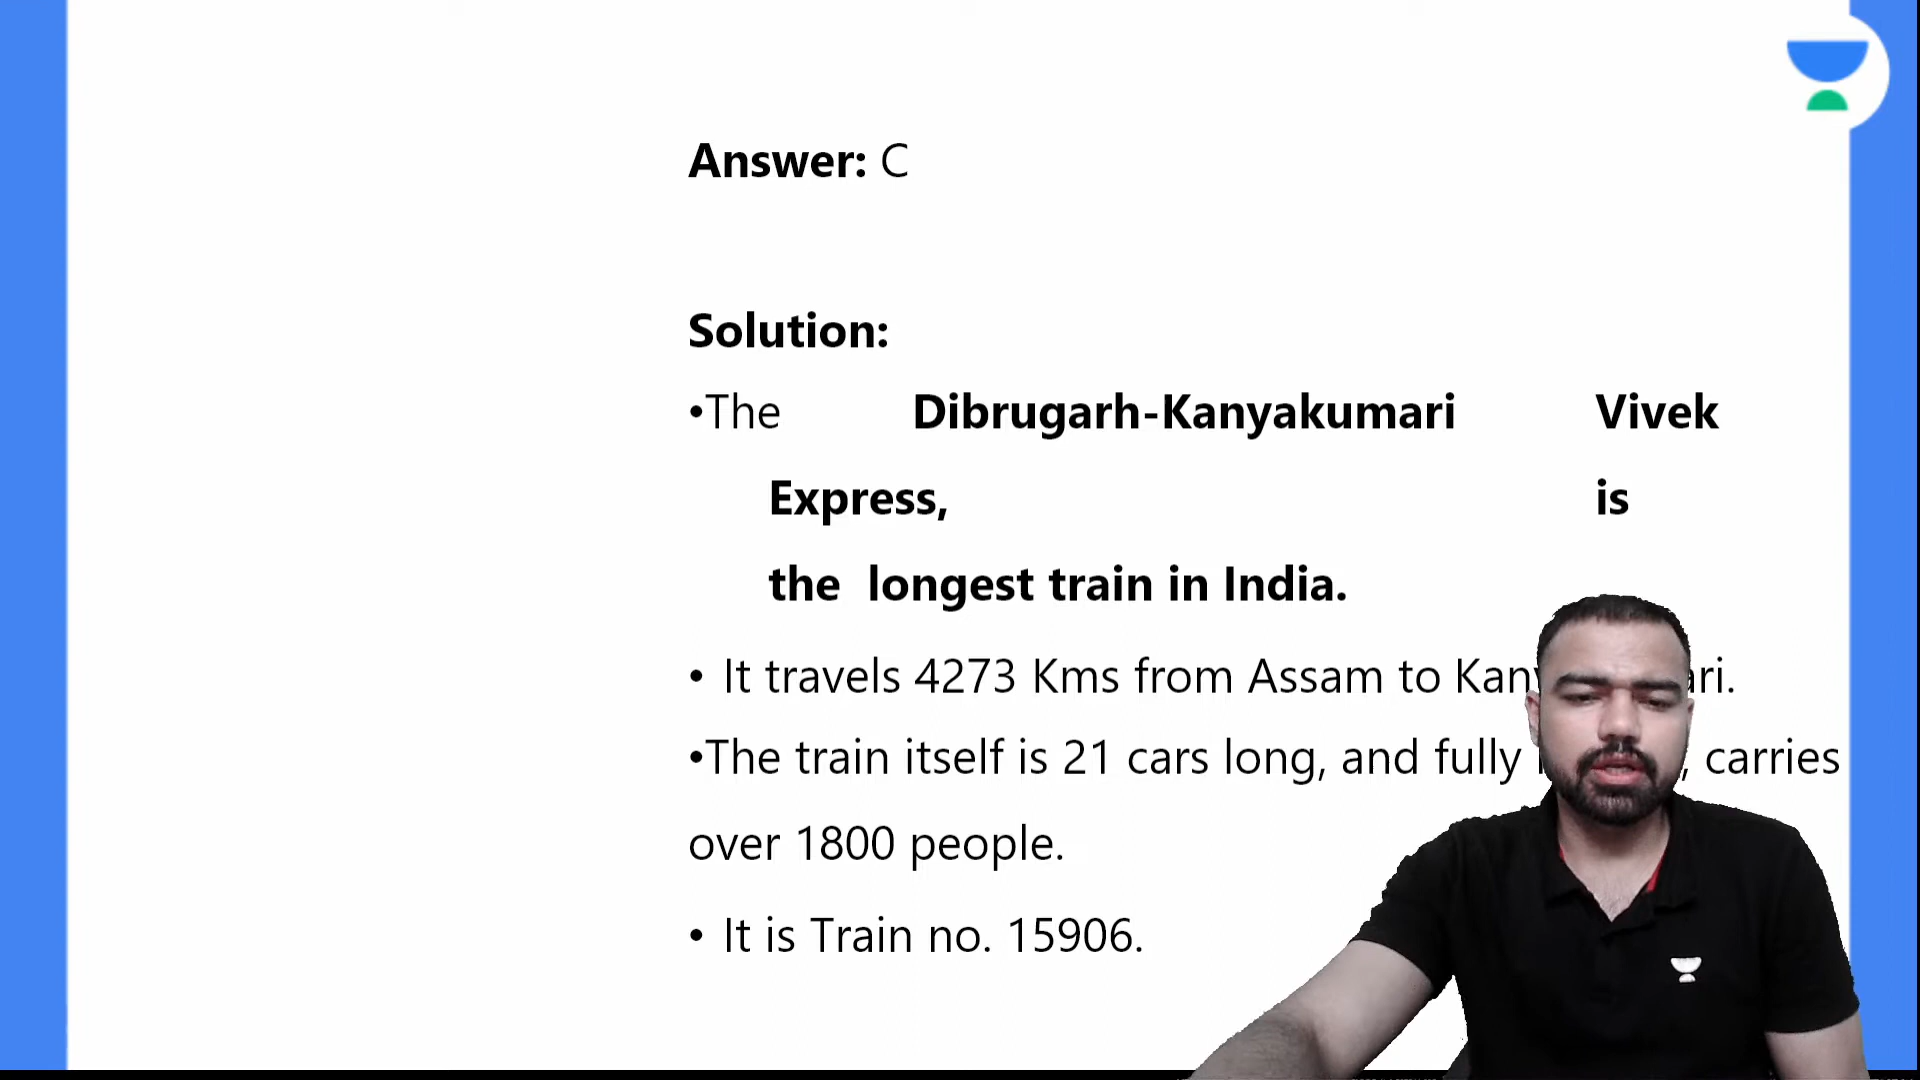 Answer: C
Solution:
•The Dibrugarh-Kanyakumari Vivek
Express, is
the longest train in India.
• It travels 4273 Kms from Assam to Kan ari.
•The train itself is 21 cars long, and fully , carries
over 1800 people.
• It is Train no. 15906.